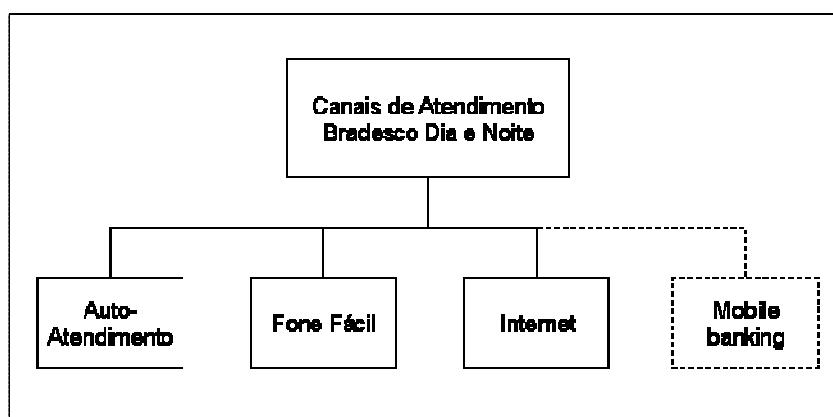 Canais de Atendimento
Bradesco Dia e Noite
Auto-
Atendimento
Fone Fácil
Internet
Mobile
banking